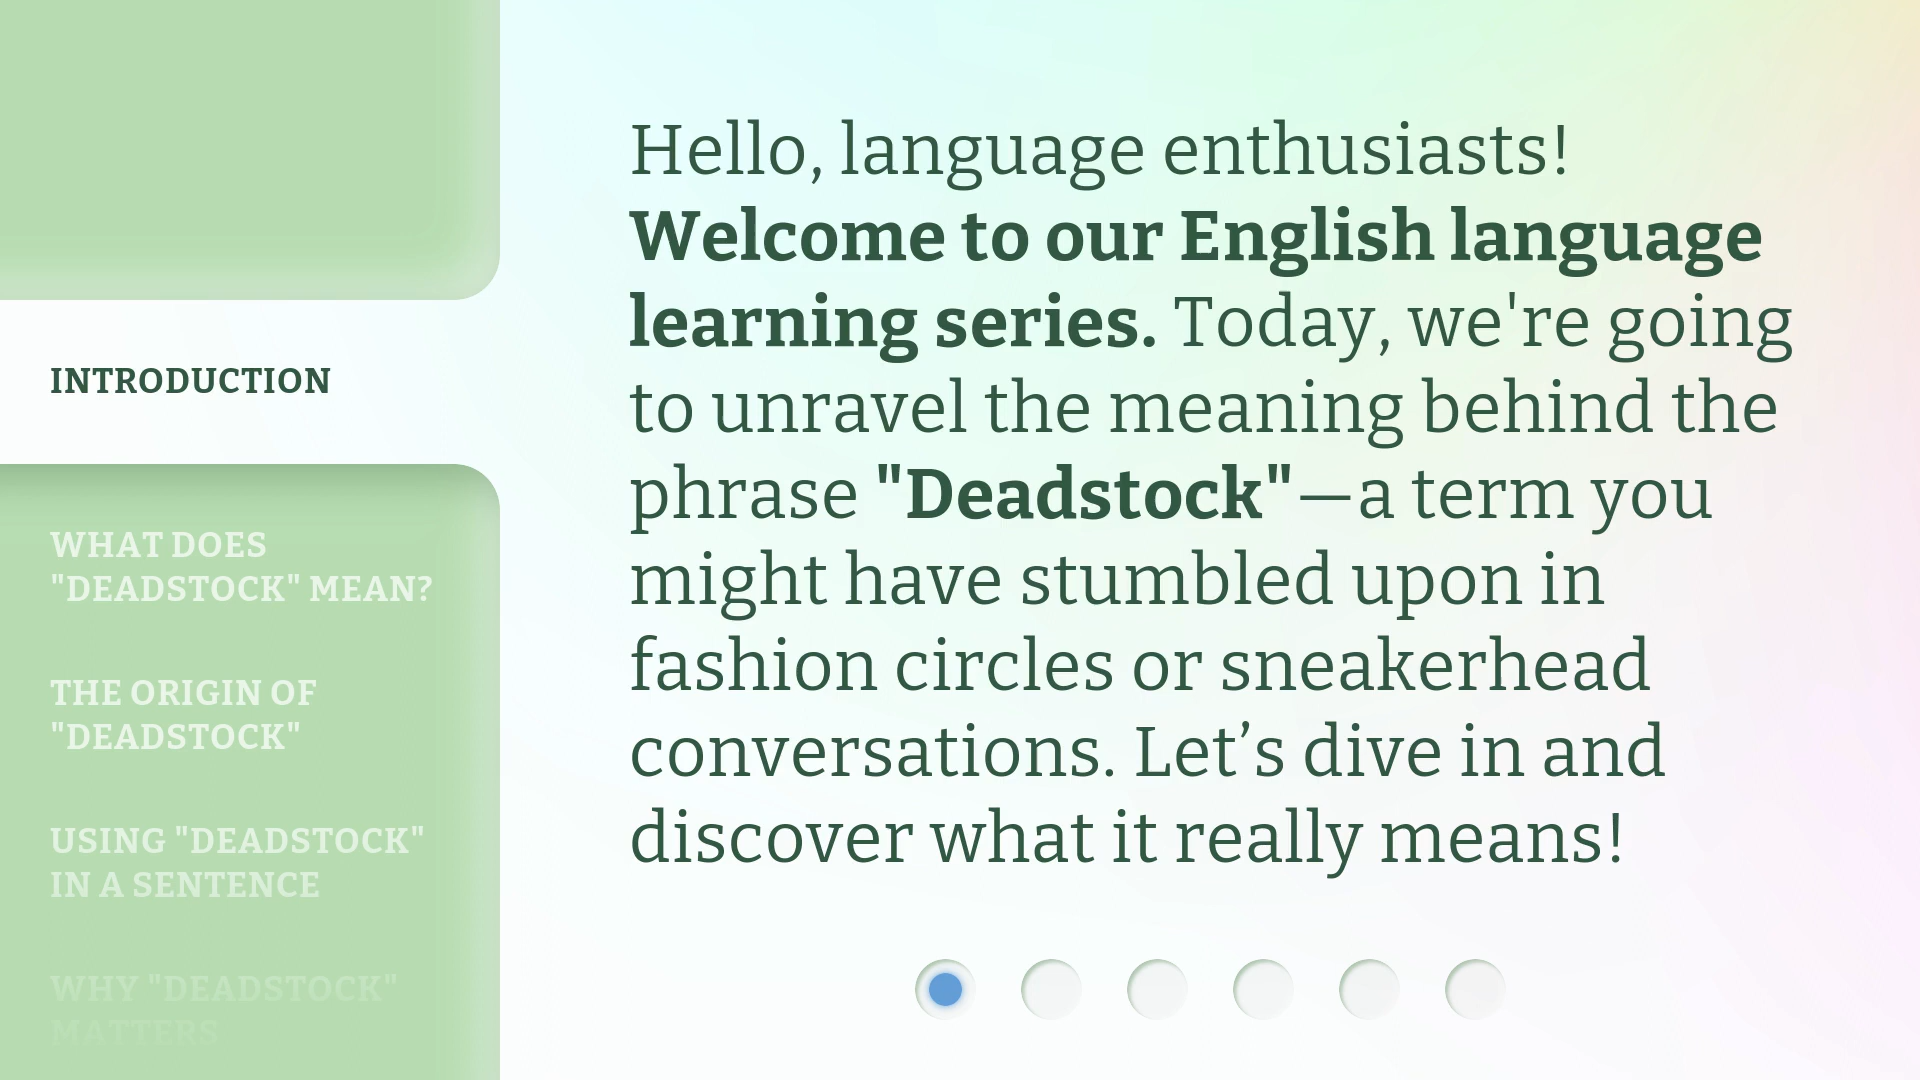 INTRODUCTION
WHAT DOES
"DEADSTOCK" MEAN?
THE ORIGIN OF
"DEADSTOCK"
USING "DEADSTOCK"
IN A SENTENCE
WHY "DEADSTOCK"
MATTERS
Hello, language enthusiasts!
Welcome to our English language
learning series. Today, we're going
to unravel the meaning behind the
phrase "Deadstock"—a term you
might have stumbled upon in
fashion circles or sneakerhead
conversations. Let’s dive in and
discover what it really means!